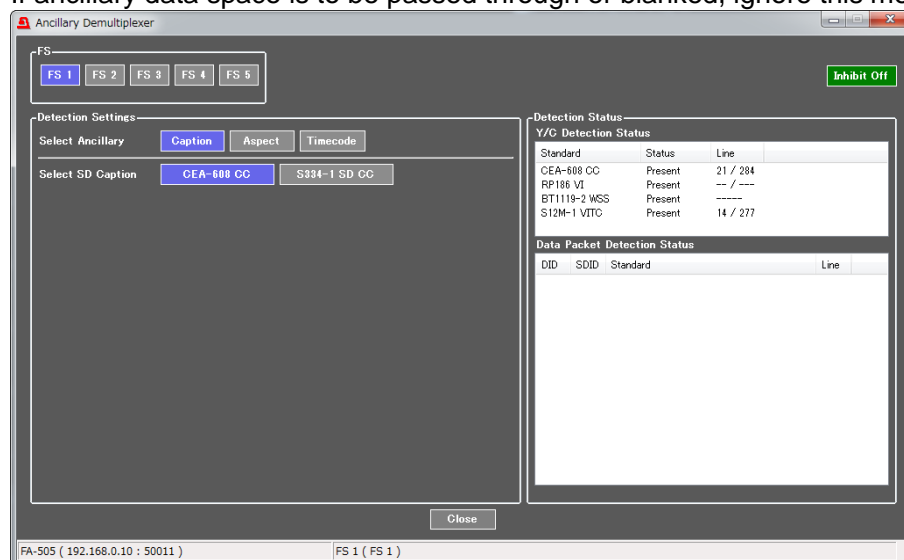 If ancillary data space is to be passed through or blanked, ignore this
Ancillary Demultiplexer
FS
FS 1 FS 2 FS 3 FS 4 FS 5
Inhibit Off
Detection Settings
Select Ancillary Caption Aspect Timecode
Select SD Caption CEA-608 CC S334-1 SD CC
Detection Status
Y/C Detection Status
Standard Status Line
CEA-608 CC Present 21 / 284
RP186 VI Present -- / ---
BT1119-2 WSS Present -----
S12M-1 VITC Present 14 / 277
Data Packet Detection Status
DID SDID Standard Line
Close
FA-505 ( 192.168.0.10 : 50011 ) FS 1 ( FS 1 )